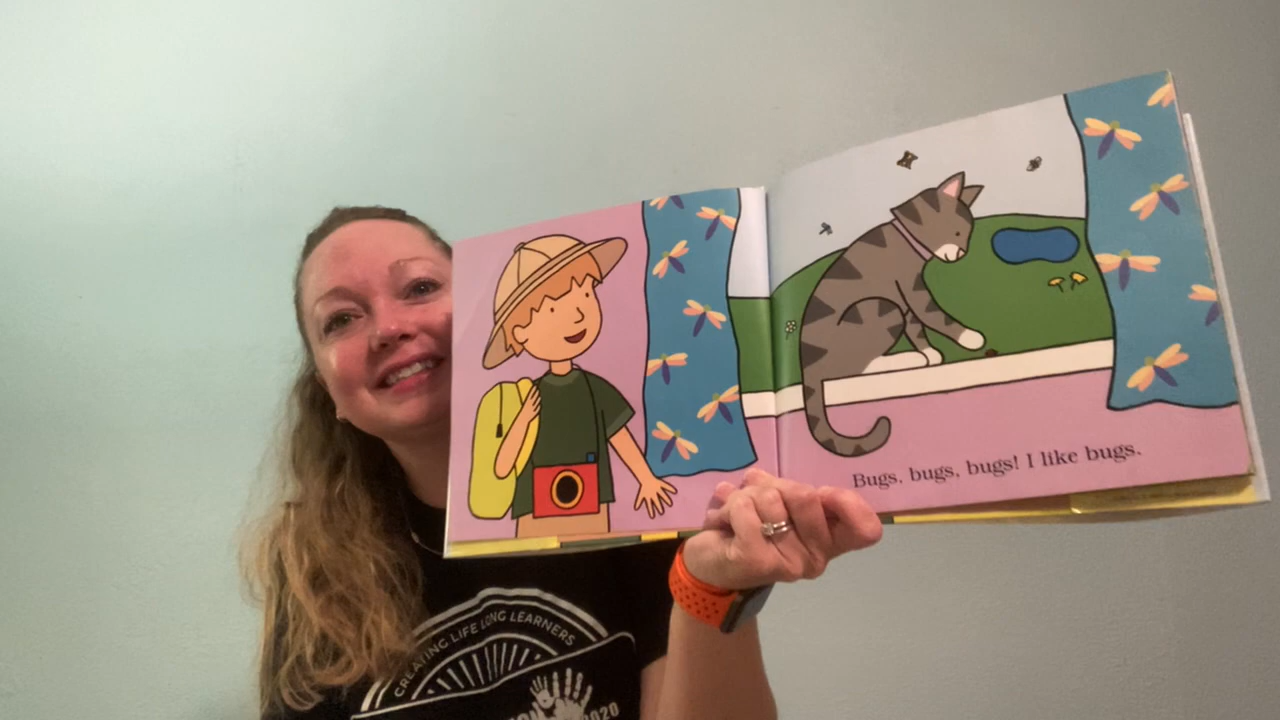 Bugs, bugs, bugs! I like bugs.
CREATING LIFE LONG LEARNERS
2020